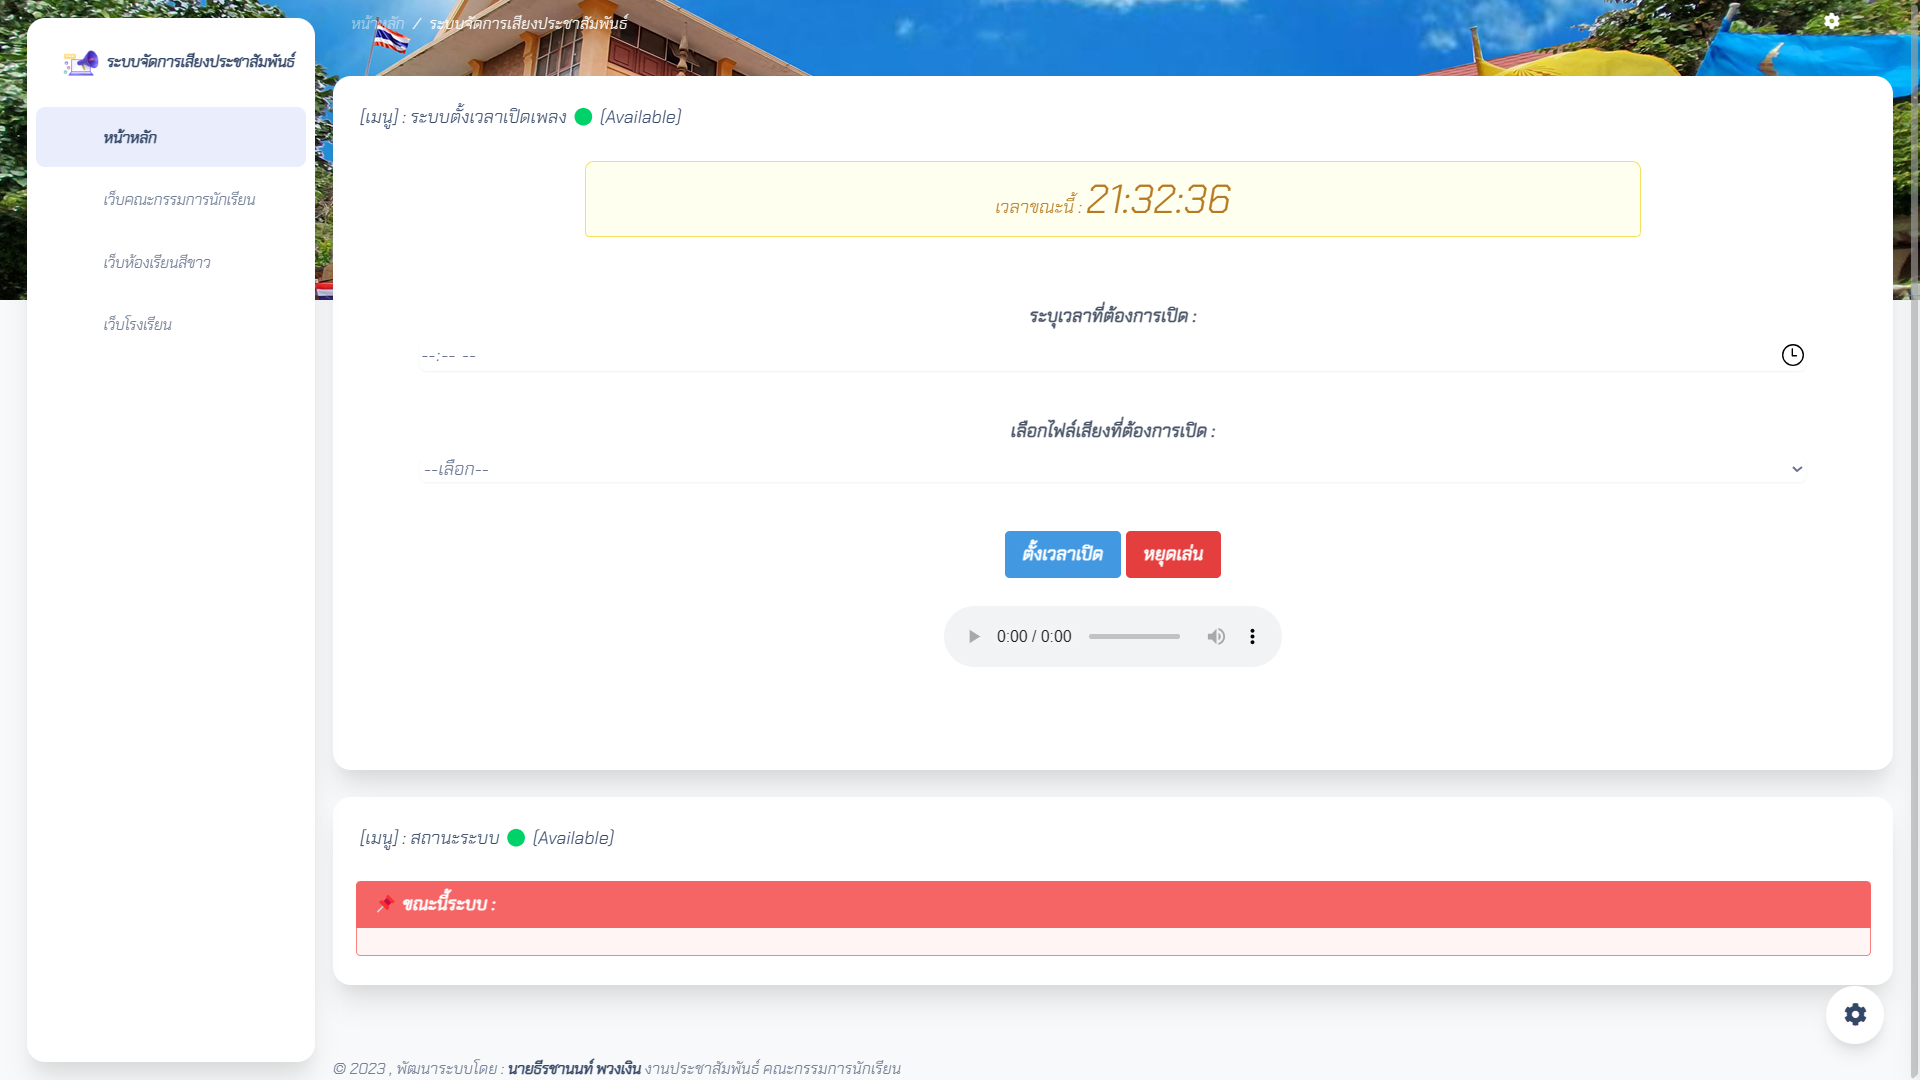 หน้าหลัก / ระบบจัดการเสียงประชาสัมพันธ์
ระบบจัดการเสียงประชาสัมพันธ์
หน้าหลัก
เว็บคณะกรรมการนักเรียน
เว็บห้องเรียนสีขาว
เว็บโรงเรียน
[เมนู] : ระบบตั้งเวลาเปิดเพลง (Available)
เวลาขณะนี้ : 21:32:36
ระบุเวลาที่ต้องการเปิด :
--:-- --
เลือกไฟล์เสียงที่ต้องการเปิด :
--เลือก--
ตั้งเวลาเปิด หยุดเล่น
0:00 / 0:00
[เมนู] : สถานะระบบ (Available)
📌 ขณะนี้ระบบ :
© 2023 , พัฒนาระบบโดย : นายธีรชานนท์ พวงเงิน งานประชาสัมพันธ์ คณะกรรมการนักเรียน